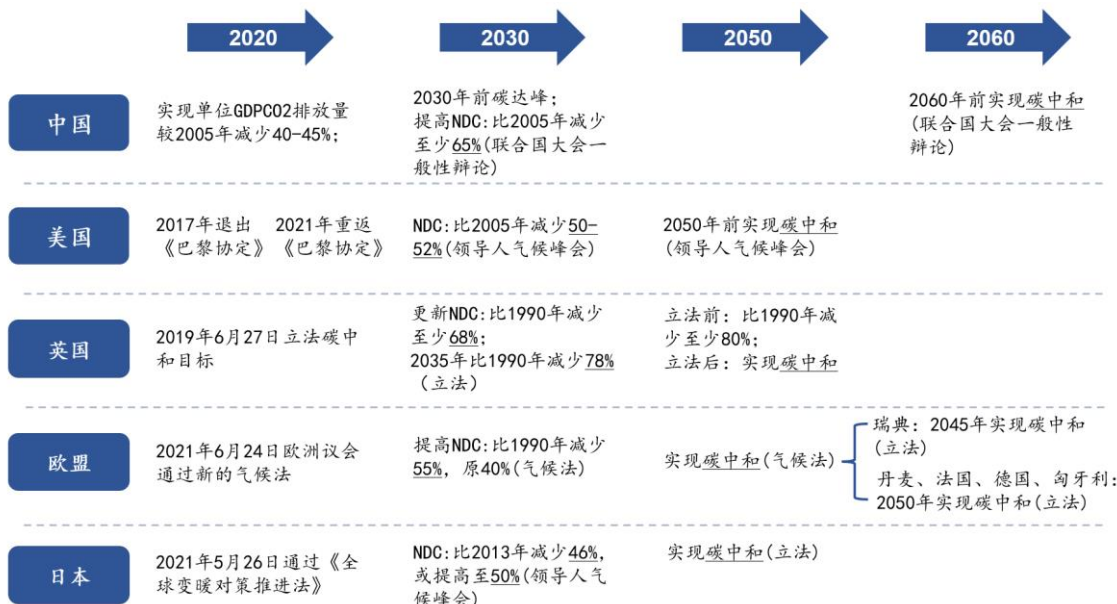 2020
2030
2050
2060
中国
实现单位GDPCO2排放量
较2005年减少40-45%;
2030年前碳达峰;
提高NDC:比2005年减少
至少65%(联合国大会一
般性辩论)
2060年前实现碳中和
(联合国大会一般性
辩论)
美国
2017年退出 2021年重返
《巴黎协定》 《巴黎协定》
NDC:比2005年减少50-
52%(领导人气候峰会)
2050年前实现碳中和
(领导人气候峰会)
英国
2019年6月27日立法碳中
和目标
更新NDC:比1990年减少
至少68%;
2035年比1990年减少78%
(立法)
立法前:比1990年减
少至少80%;
立法后:实现碳中和
欧盟
2021年6月24日欧洲议会
通过新的气候法
提高NDC:比1990年减少
55%,原40%(气候法)
实现碳中和(气候法)
瑞典:2045年实现碳中和
(立法)
丹麦、法国、德国、匈牙利:
2050年实现碳中和(立法)
日本
2021年5月26日通过《全
球变暖对策推进法》
NDC:比2013年减少46%,
或提高至50%(领导人气
候峰会)
实现碳中和(立法)